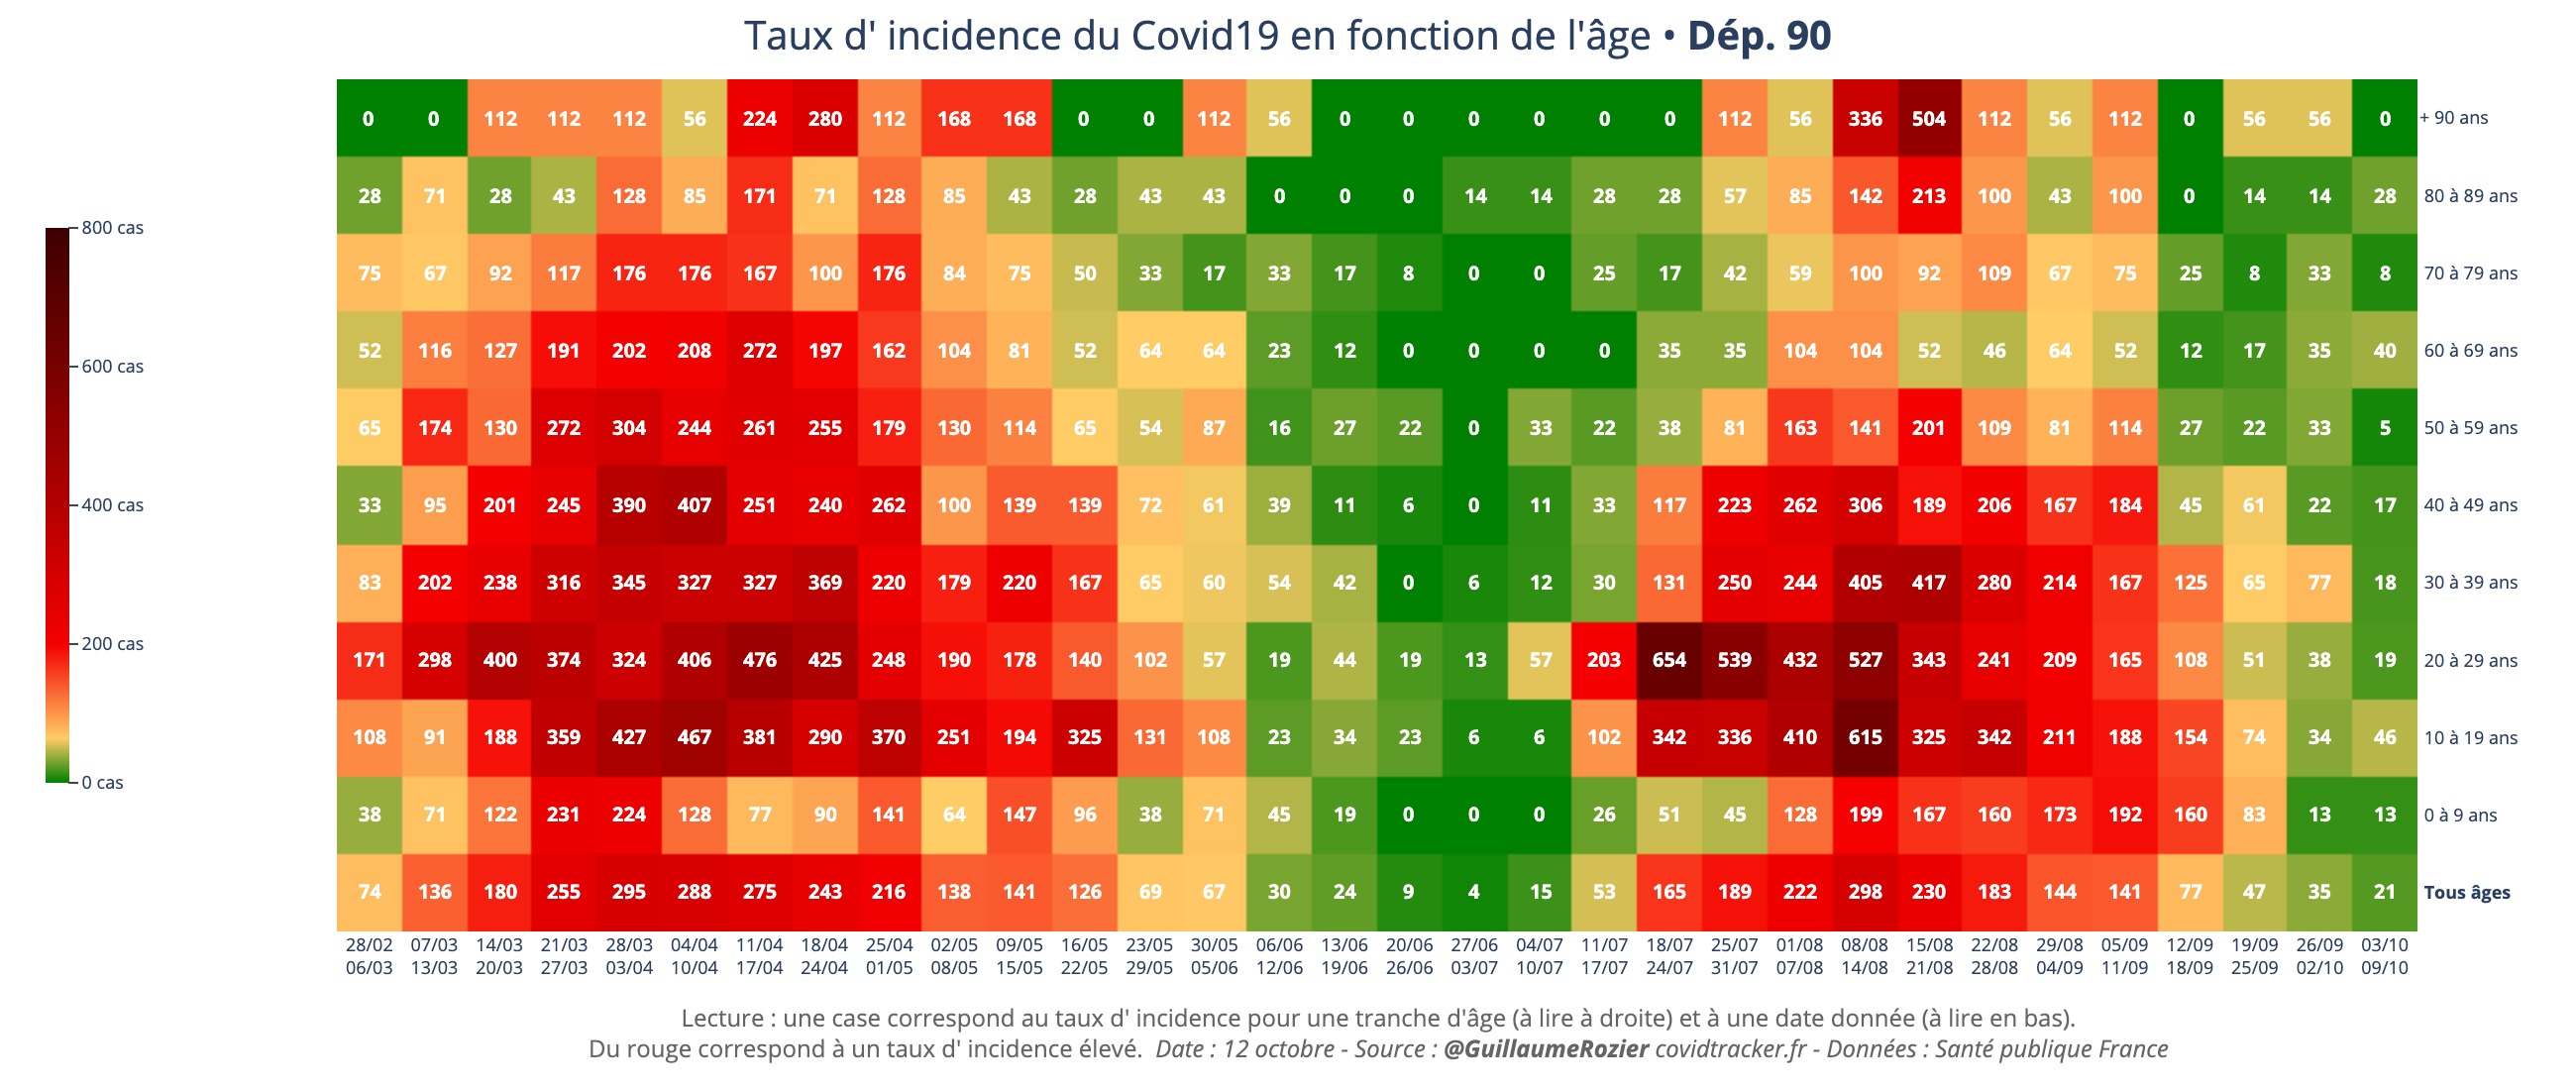 Taux d' incidence du Covid19 en fonction de l'âge • Dép. 90
0 0 112 112 112 56 224 280 112 168 168 0 0 112 56 0 0 0 0 0 0 112 56 336 504 112 56 112 0 56 56 0 + 90 ans
28 71 28 43 128 85 171 71 128 85 43 28 43 43 0 0 0 14 14 28 28 57 85 142 213 100 43 100 0 14 14 28 80 à 89 ans
800 cas
75 67 92 117 176 176 167 100 176 84 75 50 33 17 33 17 8 0 0 25 17 42 59 100 92 109 67 75 25 8 33 8 70 à 79 ans
52 116 127 191 202 208 272 197 162 104 81 52 64 64 23 12 0 0 0 0 35 35 104 104 52 46 64 52 12 17 35 40 60 à 69 ans
600 cas
65 174 130 272 304 244 261 255 179 130 114 65 54 87 16 27 22 0 33 22 38 81 163 141 201 109 81 114 27 22 33 5 50 à 59 ans
400 cas
33 95 201 245 390 407 251 240 262 100 139 139 72 61 39 11 6 0 11 33 117 223 262 306 189 206 167 184 45 61 22 17 40 à 49 ans
83 202 238 316 345 327 327 369 220 179 220 167 65 60 54 42 0 6 12 30 131 250 244 405 417 280 214 167 125 65 77 18 30 à 39 ans
200 cas
171 298 400 374 324 406 476 425 248 190 178 140 102 57 19 44 19 13 57 203 654 539 432 527 343 241 209 165 108 51 38 19 20 à 29 ans
108 91 188 359 427 467 381 290 370 251 194 325 131 108 23 34 23 6 6 102 342 336 410 615 325 342 211 188 154 74 34 46 10 à 19 ans
0 cas
38 71 122 231 224 128 77 90 141 64 147 96 38 71 45 19 0 0 0 26 51 45 128 199 167 160 173 192 160 83 13 13 0 à 9 ans
74 136 180 255 295 288 275 243 216 138 141 126 69 67 30 24 9 4 15 53 165 189 222 298 230 183 144 141 77 47 35 21 Tous âges
28/02 07/03 14/03 21/03 28/03 04/04 11/04 18/04 25/04 02/05 09/05 16/05 23/05 30/05 06/06 13/06 20/06 27/06 04/07 11/07 18/07 25/07 01/08 08/08 15/08 22/08 29/08 05/09 12/09 19/09 26/09 03/10
06/03 13/03 20/03 27/03 03/04 10/04 17/04 24/04 01/05 08/05 15/05 22/05 29/05 05/06 12/06 19/06 26/06 03/07 10/07 17/07 24/07 31/07 07/08 14/08 21/08 28/08 04/09 11/09 18/09 25/09 02/10 09/10
Lecture : une case correspond au taux d' incidence pour une tranche d'âge (à lire à droite) et à une date donnée (à lire en bas).
Du rouge correspond à un taux d' incidence élevé. Date : 12 octobre - Source : @GuillaumeRozier covidtracker.fr - Données : Santé publique France